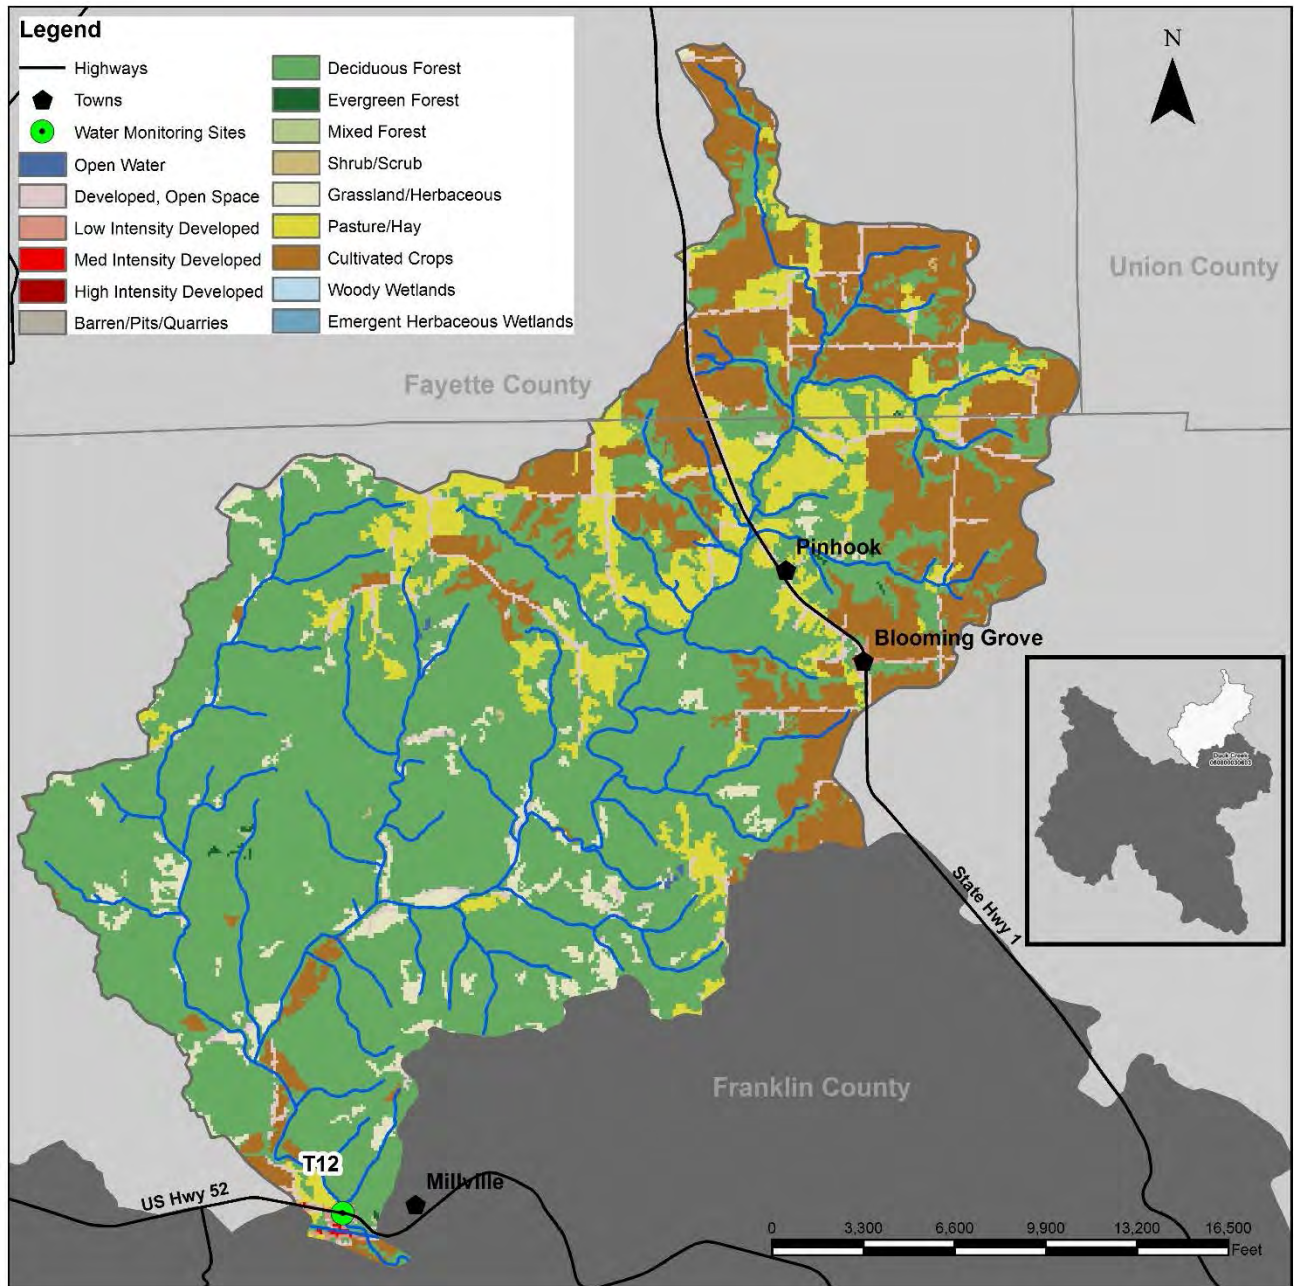 Legend
Highways
Towns
Water Monitoring Sites
Open Water
Developed, Open Space
Low Intensity Developed
Med Intensity Developed
High Intensity Developed
Barren/Pits/Quarries
Deciduous Forest
Evergreen Forest
Mixed Forest
Shrub/Scrub
Grassland/Herbaceous
Pasture/Hay
Cultivated Crops
Woody Wetlands
Emergent Herbaceous Wetlands
N
Union County
Fayette County
Pinhook
Blooming Grove
State Hwy 1
Franklin County
T12
Millville
US Hwy 52
0 3,300 6,600 9,900 13,200 16,500
Feet